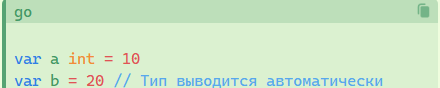 go
var a int = 10
var b = 20 // Тип выводится автоматически